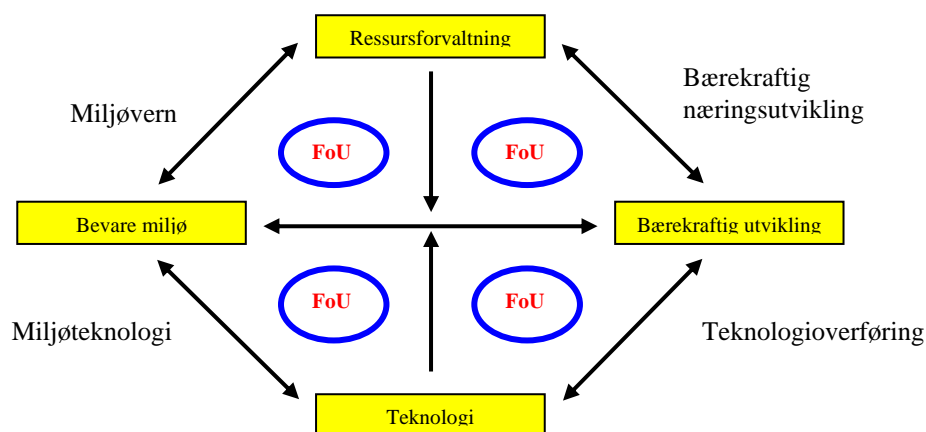 Ressursforvaltning
Bærekraftig
næringsutvikling
Miljøvern
FoU
FoU
Bevare miljø
Bærekraftig utvikling
FoU
FoU
Miljøteknologi
Teknologioverføring
Teknologi